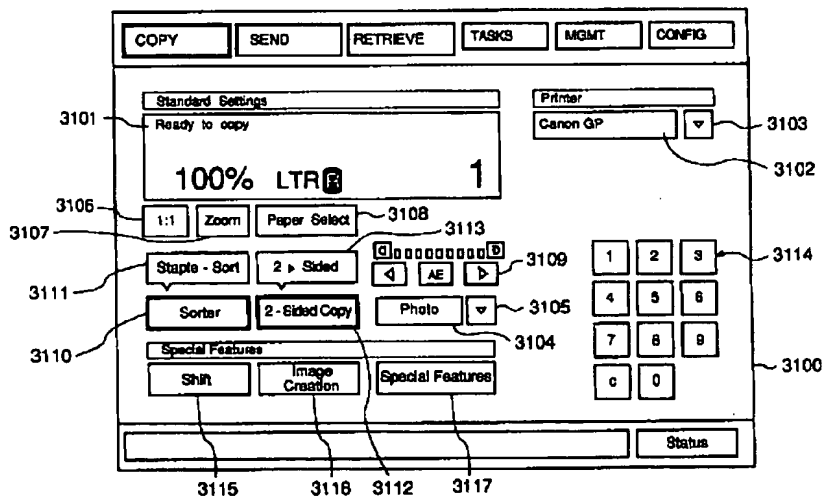 COPY SEND RETRIEVE TASKS MGMT CONFIG
Standard Settings Printer
3101 Ready to copy Canon GP 3103
3102
100% LTR 1
3106 1:1 Zoom Paper Select 3108
3107 3113
Staple - Sort 2 ▸ Sided ◁ AE ▷ 3109 1 2 3 3114
3111
Sorter 2 - Sided Copy Photo 3105 4 5 6
3110 3104
Special Features 7 8 9
Shift Image Creation Special Features C 0 3100
Status
3115 3116 3112 3117